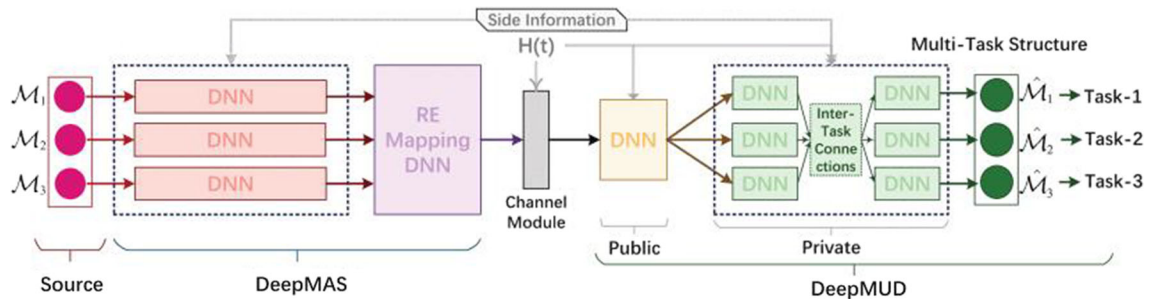 Side Information
H(t)
Multi-Task Structure
ℳ₁
DNN
DNN
DNN
ℳ̂₁
Task-1
RE
Mapping
DNN
Inter-
Task
Conne
ctions
ℳ₂
DNN
DNN
DNN
DNN
ℳ̂₂
Task-2
ℳ₃
DNN
DNN
DNN
ℳ̂₃
Task-3
Channel
Module
Public
Private
Source
DeepMAS
DeepMUD